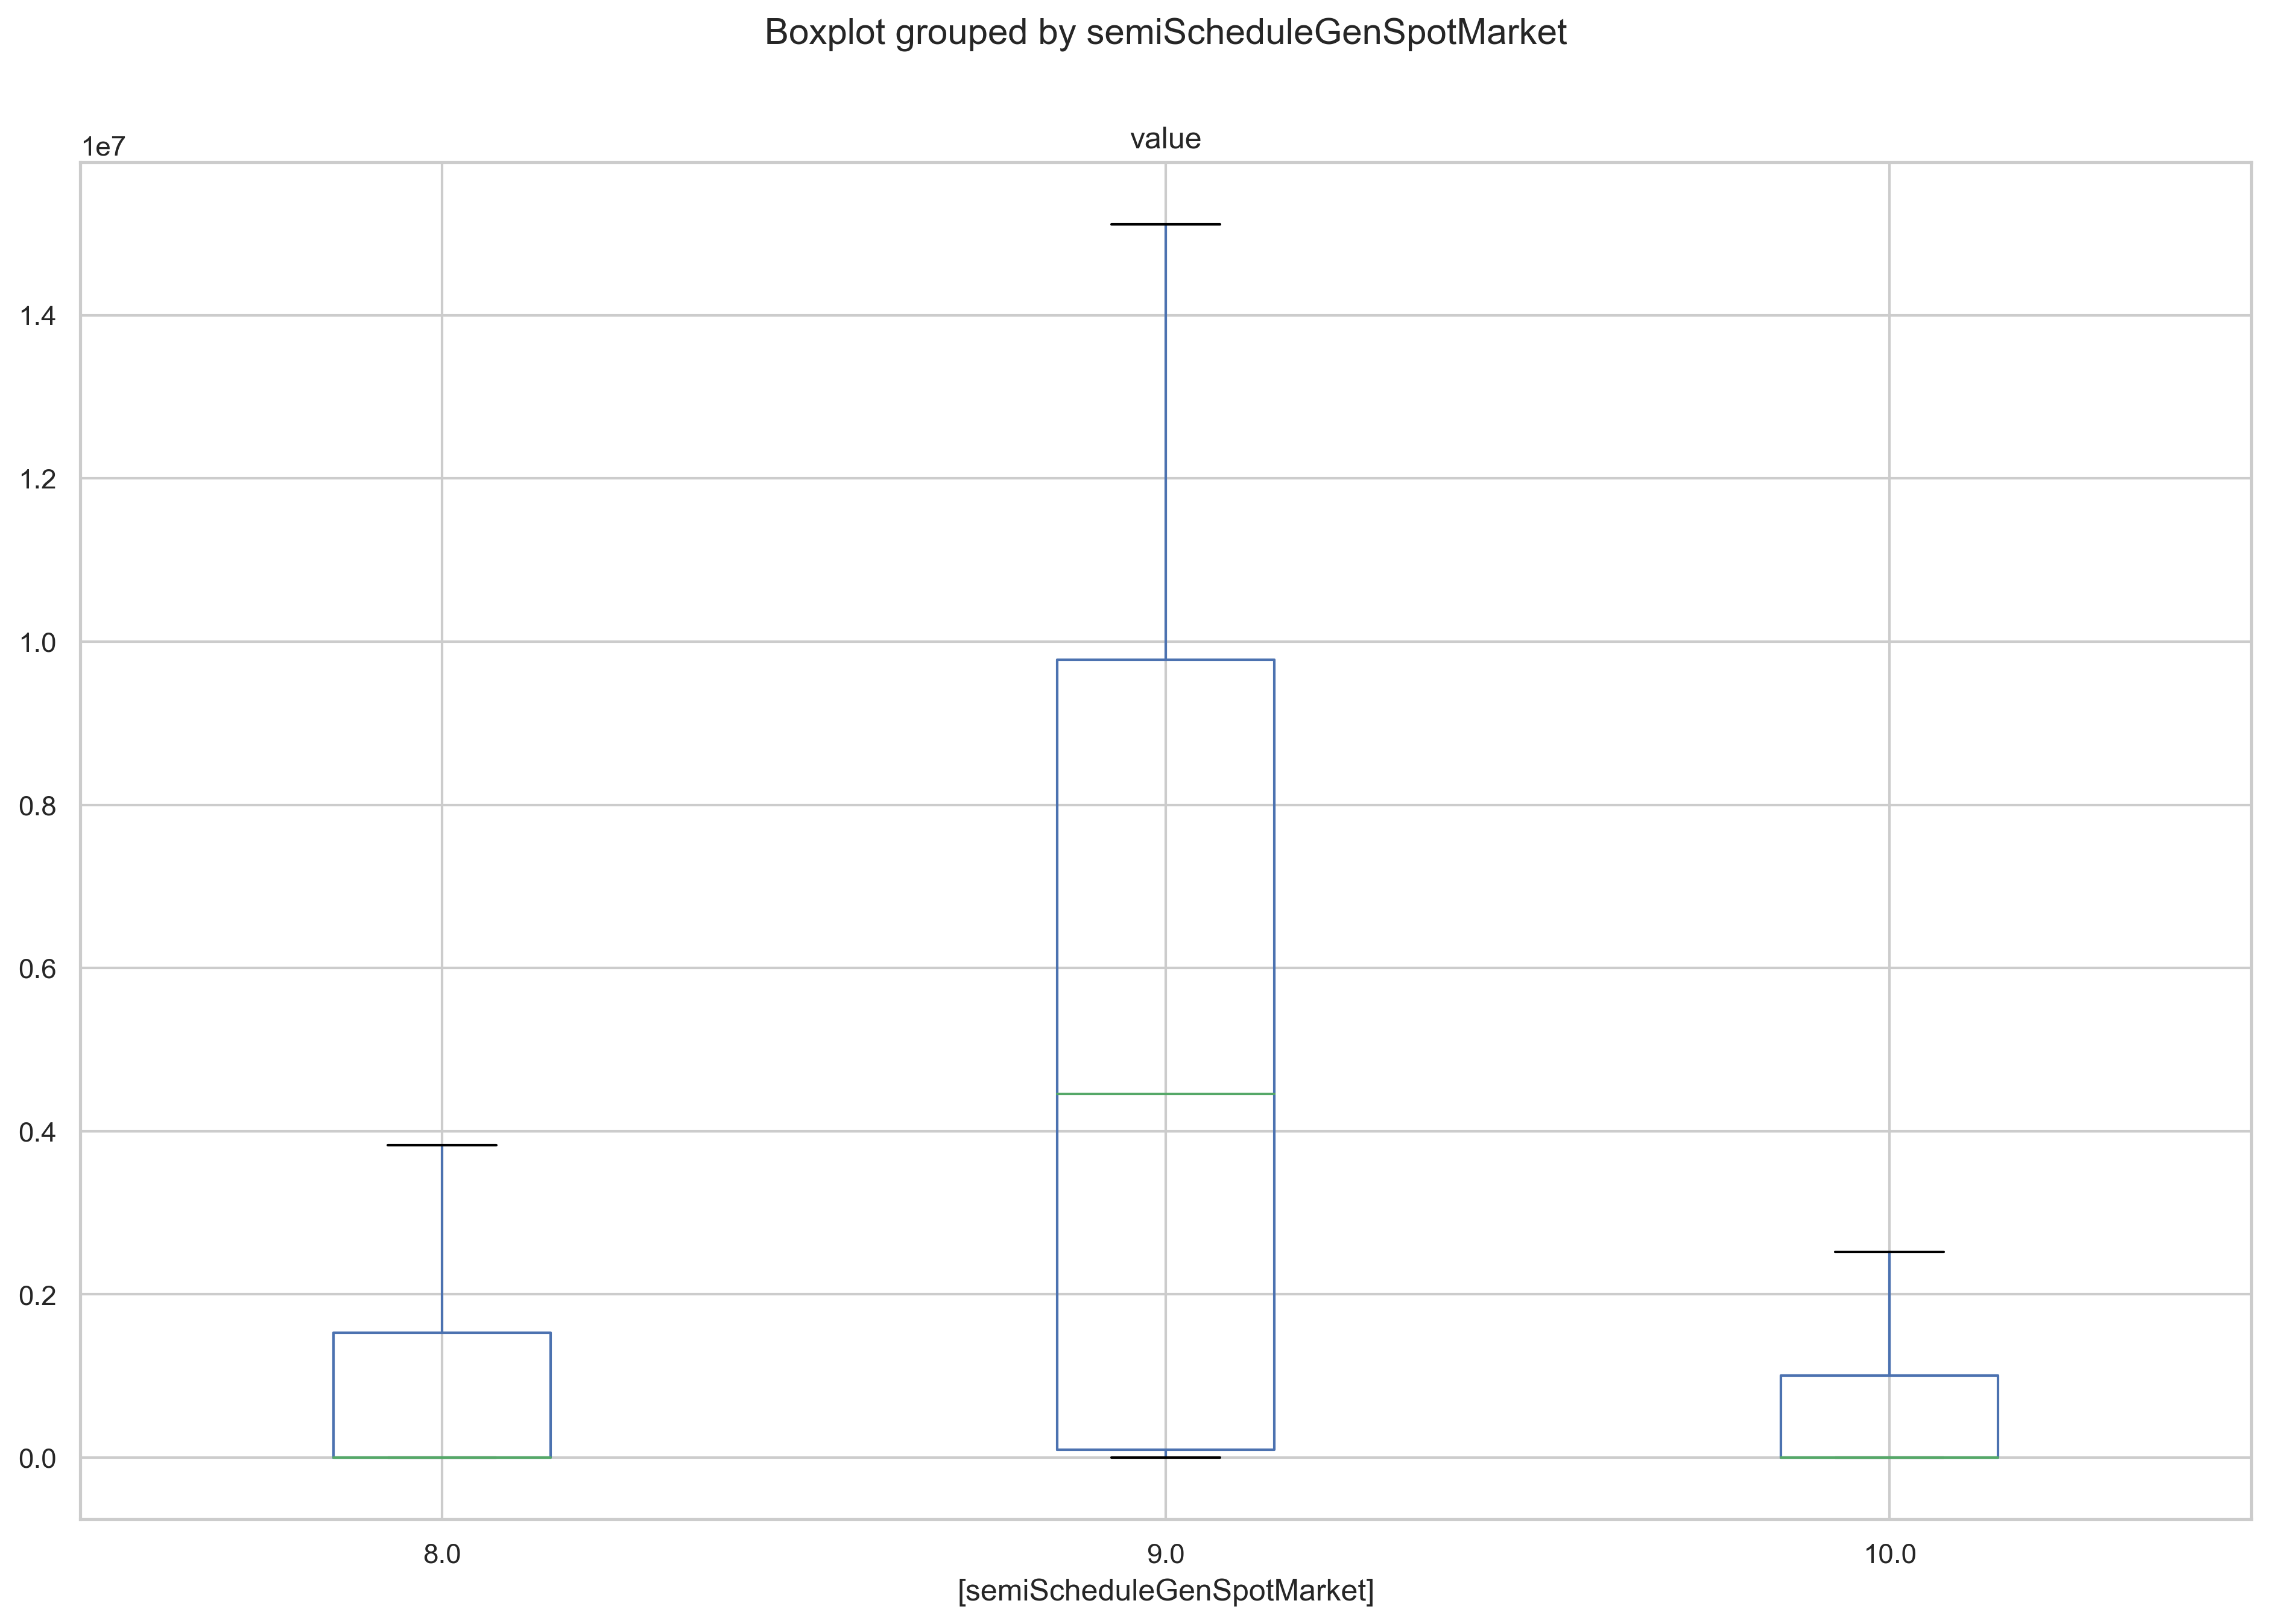 Boxplot grouped by semiScheduleGenSpotMarket
value
1e7
1.4
1.2
1.0
0.8
0.6
0.4
0.2
0.0
8.0 9.0 10.0
[semiScheduleGenSpotMarket]